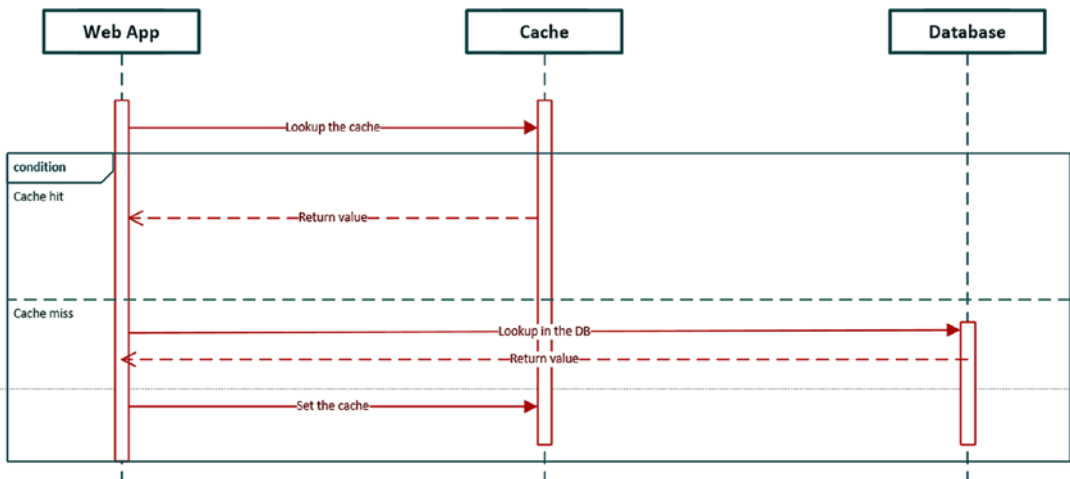 Web App
Cache
Database
Lookup the cache
condition
Cache hit
Return value
Cache miss
Lookup in the DB
Return value
Set the cache